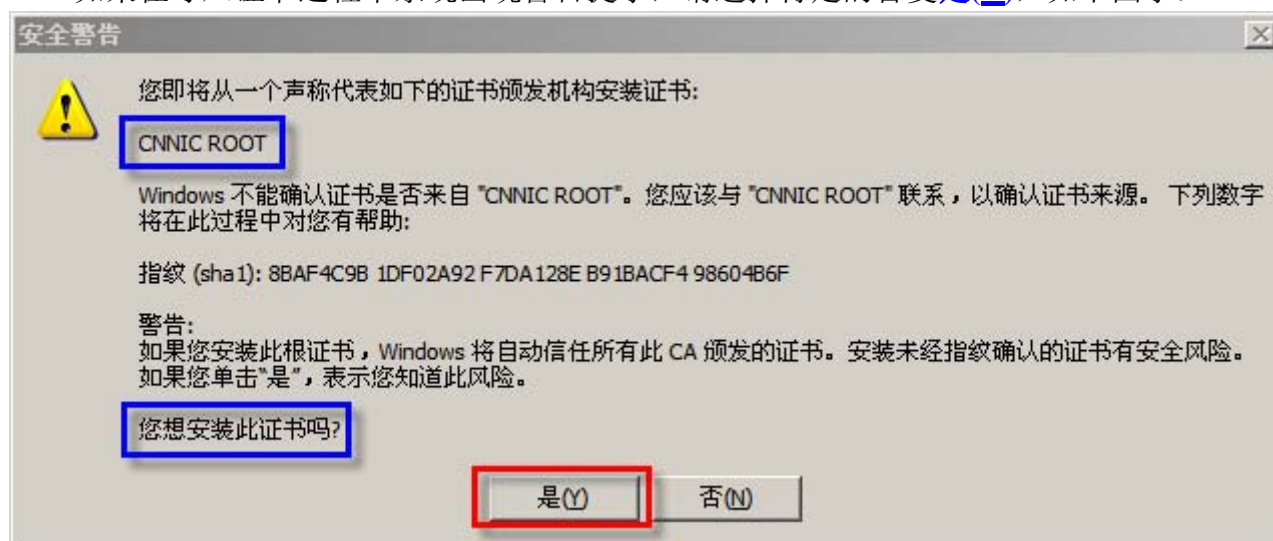 安全警告
您即将从一个声称代表如下的证书颁发机构安装证书:
CNNIC ROOT
Windows 不能确认证书是否来自 "CNNIC ROOT"。您应该与 "CNNIC ROOT" 联系，以确认证书来源。 下列数字
将在此过程中对您有帮助:
指纹 (sha1): 8BAF4C9B 1DF02A92 F7DA128E B91BACF4 98604B6F
警告:
如果您安装此根证书，Windows 将自动信任所有此 CA 颁发的证书。安装未经指纹确认的证书有安全风险。
如果您单击"是"，表示您知道此风险。
您想安装此证书吗?
是(Y)
否(N)